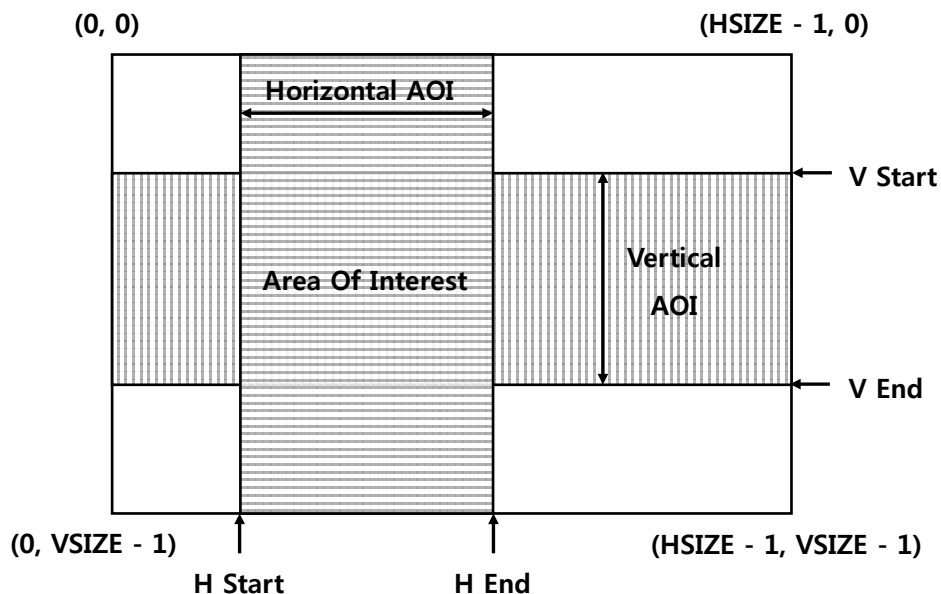 (0, 0)
(HSIZE - 1, 0)
Horizontal AOI
V Start
Area Of Interest
Vertical
AOI
V End
(0, VSIZE - 1)
(HSIZE - 1, VSIZE - 1)
H Start
H End